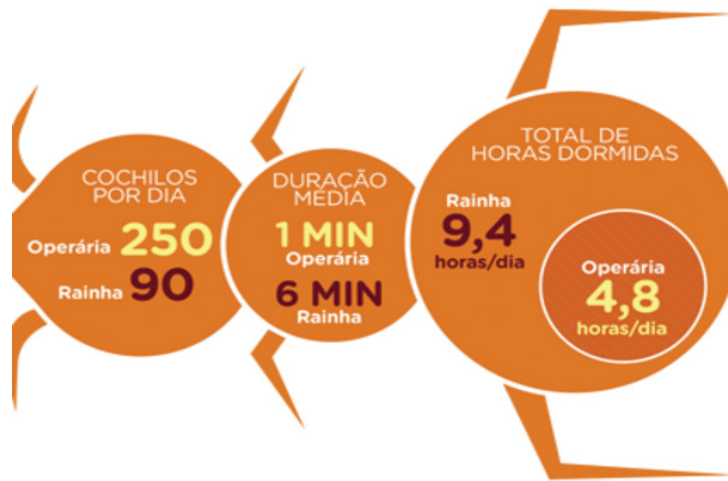 COCHILOS
POR DIA
Operária 250
Rainha 90
DURAÇÃO
MÉDIA
1 MIN
Operária
6 MIN
Rainha
TOTAL DE
HORAS DORMIDAS
Rainha
9,4
horas/dia
Operária
4,8
horas/dia